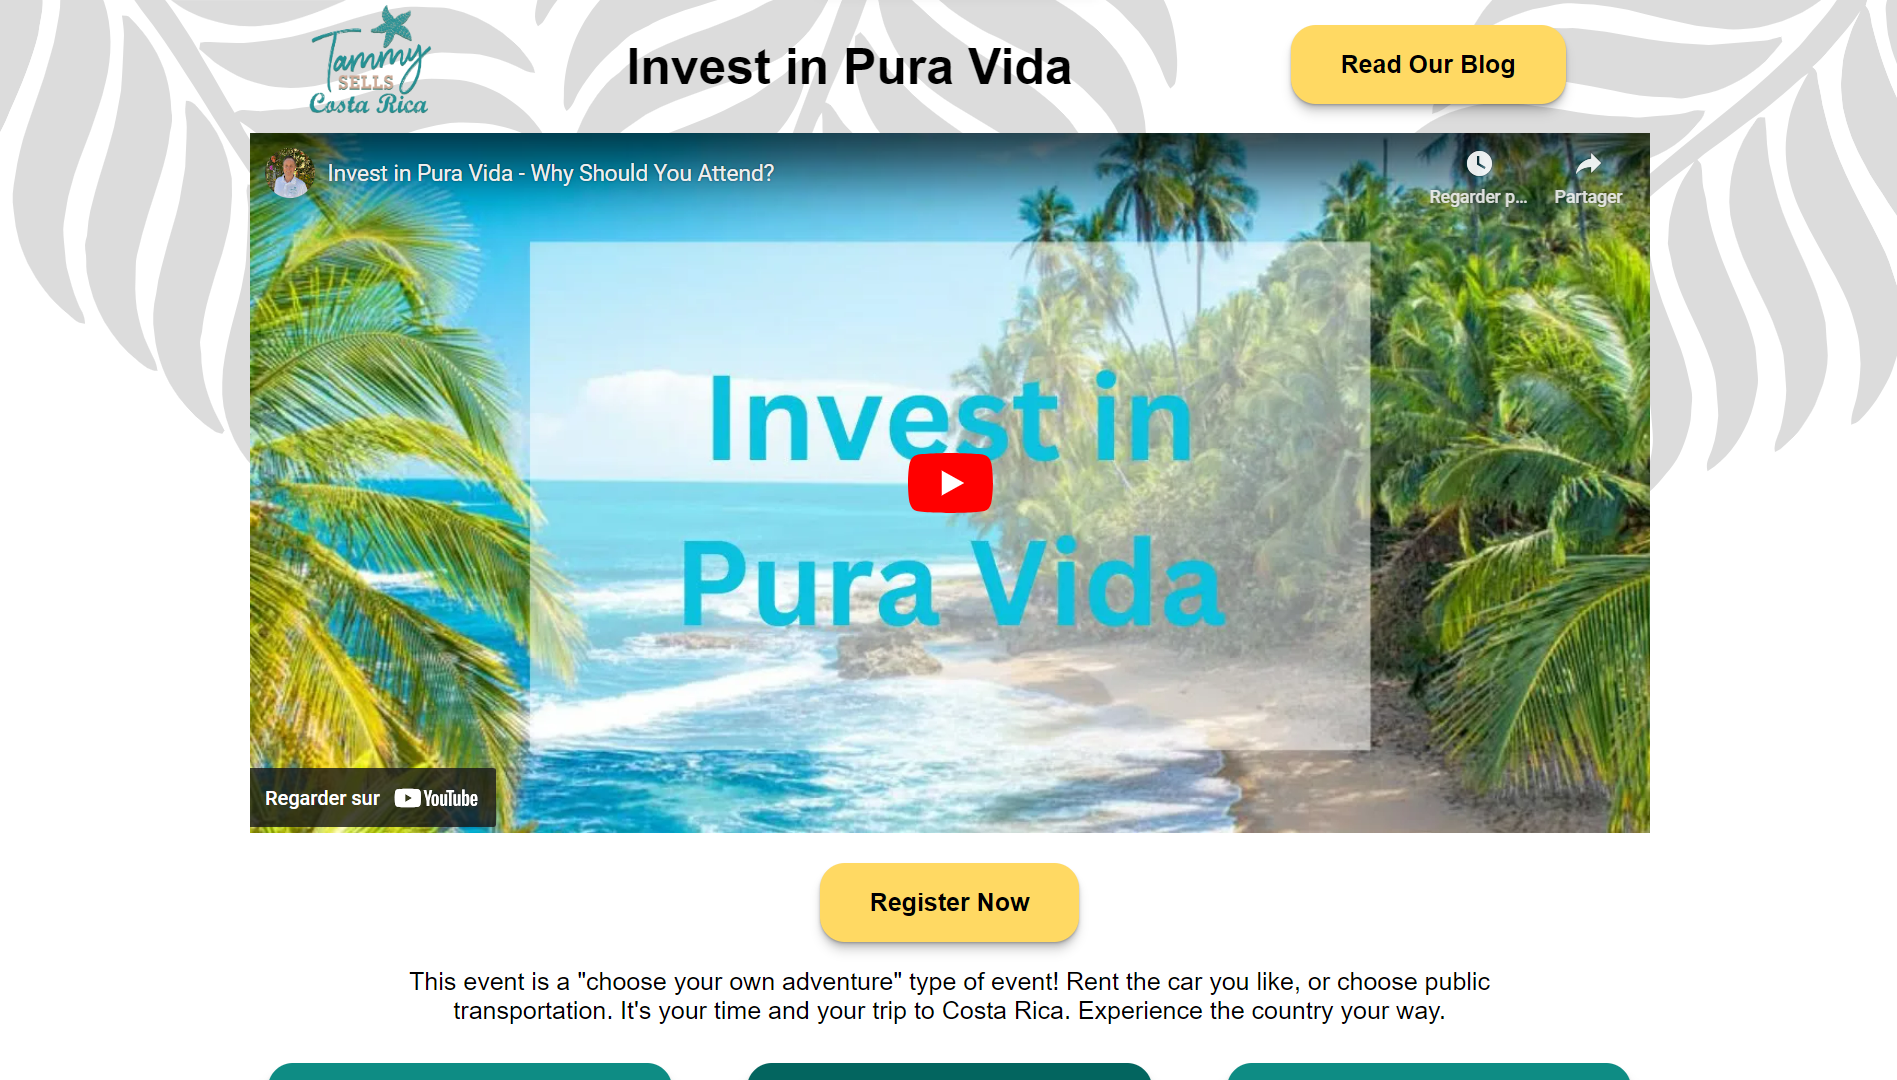 Tammy
SELLS
Costa Rica
Invest in Pura Vida
Read Our Blog
Invest in Pura Vida - Why Should You Attend?
Regarder p...
Partager
Invest in
Pura Vida
Regarder sur YouTube
Register Now
This event is a "choose your own adventure" type of event! Rent the car you like, or choose public
transportation. It's your time and your trip to Costa Rica. Experience the country your way.